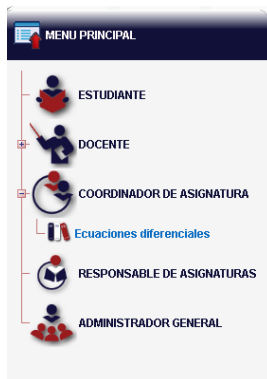 MENU PRINCIPAL
ESTUDIANTE
DOCENTE
COORDINADOR DE ASIGNATURA
Ecuaciones diferenciales
RESPONSABLE DE ASIGNATURAS
ADMINISTRADOR GENERAL